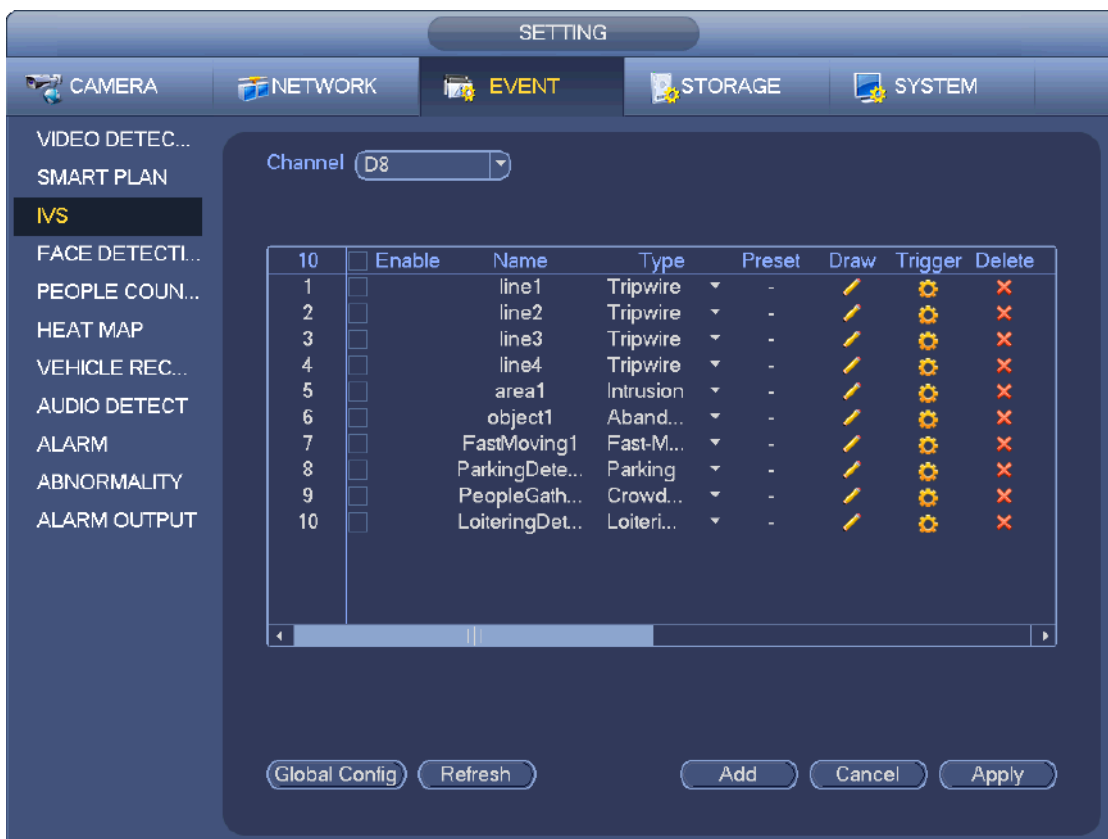 SETTING
CAMERA NETWORK EVENT STORAGE SYSTEM
VIDEO DETEC...
SMART PLAN
IVS
FACE DETECTI...
PEOPLE COUN...
HEAT MAP
VEHICLE REC...
AUDIO DETECT
ALARM
ABNORMALITY
ALARM OUTPUT
Channel D8
10 Enable Name Type Preset Draw Trigger Delete
1 line1 Tripwire -
2 line2 Tripwire -
3 line3 Tripwire -
4 line4 Tripwire -
5 area1 Intrusion -
6 object1 Aband... -
7 FastMoving1 Fast-M... -
8 ParkingDete... Parking -
9 PeopleGath... Crowd... -
10 LoiteringDet... Loiteri... -
Global Config Refresh Add Cancel Apply